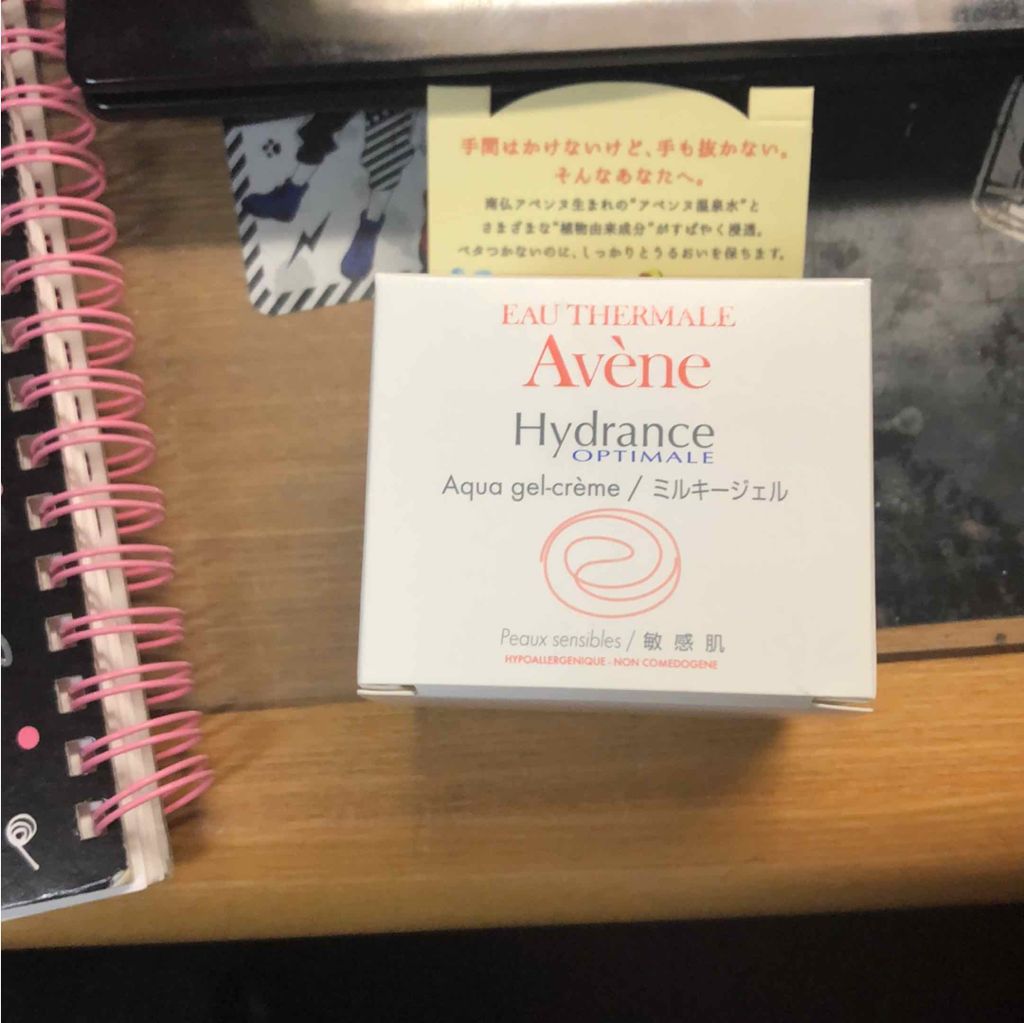 手間はかけないけど、手も抜かない。
そんなあなたへ。
南仏アベンヌ生まれの“アベンヌ温泉水”と
さまざまな“植物由来成分”がすばやく浸透。
ベタつかないのに、しっかりとうるおいを保ちます。
EAU THERMALE
Avène
Hydrance
OPTIMALE
Aqua gel-crème / ミルキージェル
Peaux sensibles / 敏感肌
HYPOALLERGENIQUE - NON COMEDOGENE